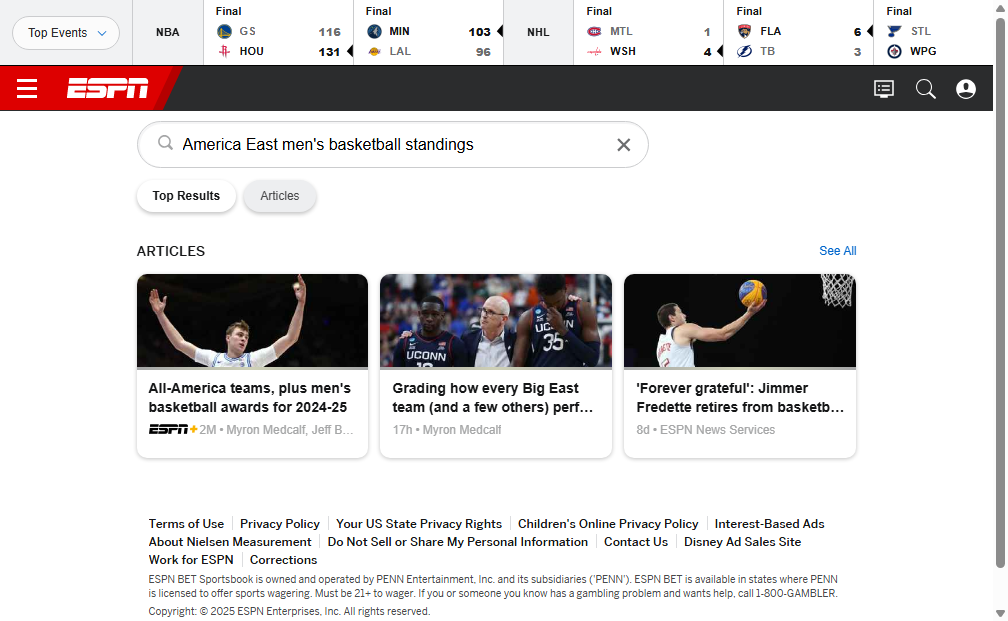 Top Events
NBA
Final
GS 116
HOU 131
Final
MIN 103
LAL 96
NHL
Final
MTL 1
WSH 4
Final
FLA 6
TB 3
Final
STL
WPG
ESPN
America East men's basketball standings
Top Results
Articles
ARTICLES
See All
UCONN
UCONN
35
All-America teams, plus men's
basketball awards for 2024-25
ESPN+ 2M • Myron Medcalf, Jeff B...
Grading how every Big East
team (and a few others) perf...
17h • Myron Medcalf
'Forever grateful': Jimmer
Fredette retires from basketb...
8d • ESPN News Services
Terms of Use
Privacy Policy
Your US State Privacy Rights
Children's Online Privacy Policy
Interest-Based Ads
About Nielsen Measurement
Do Not Sell or Share My Personal Information
Contact Us
Disney Ad Sales Site
Work for ESPN
Corrections
ESPN BET Sportsbook is owned and operated by PENN Entertainment, Inc. and its subsidiaries ('PENN'). ESPN BET is available in states where PENN
is licensed to offer sports wagering. Must be 21+ to wager. If you or someone you know has a gambling problem and wants help, call 1-800-GAMBLER.
Copyright: © 2025 ESPN Enterprises, Inc. All rights reserved.